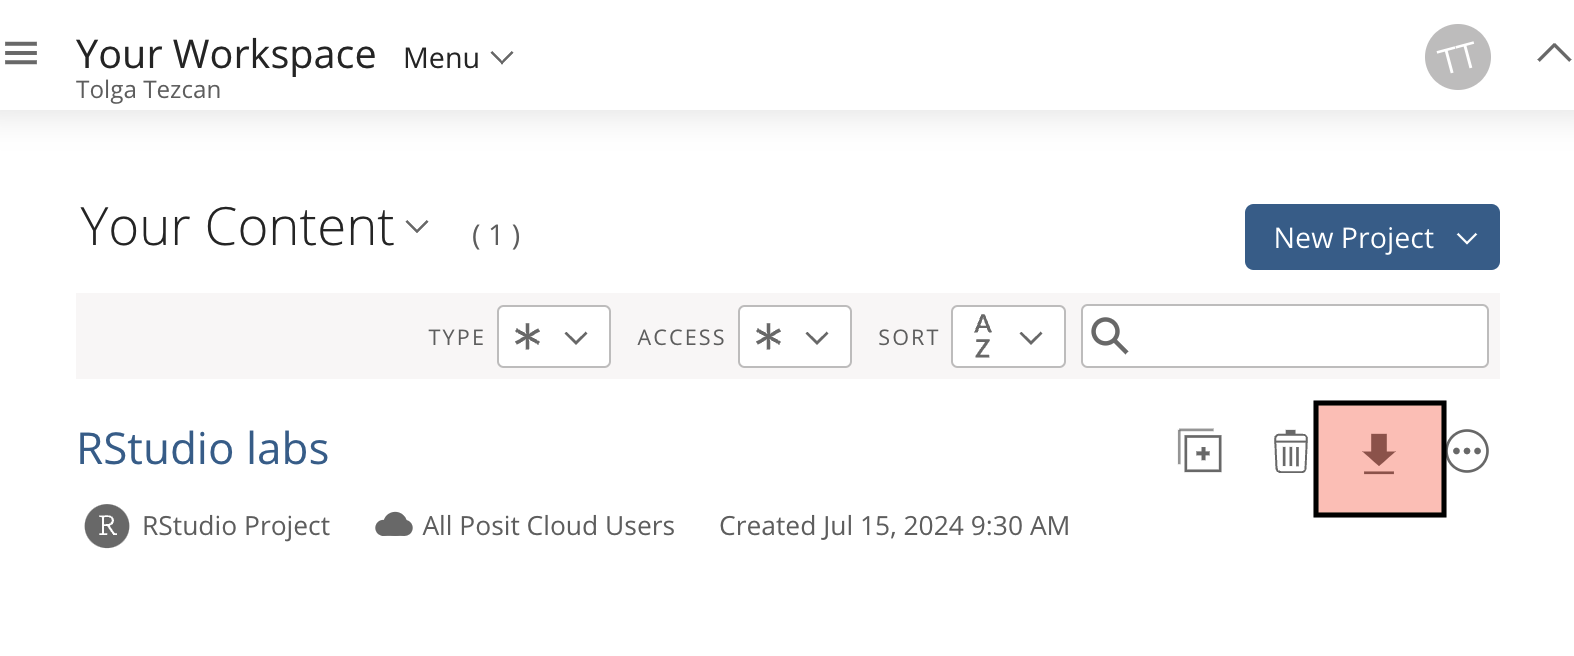 Your Workspace Menu
Tolga Tezcan
TT
Your Content ( 1 )
New Project
TYPE * ACCESS * SORT A Z
RStudio labs
R RStudio Project All Posit Cloud Users Created Jul 15, 2024 9:30 AM